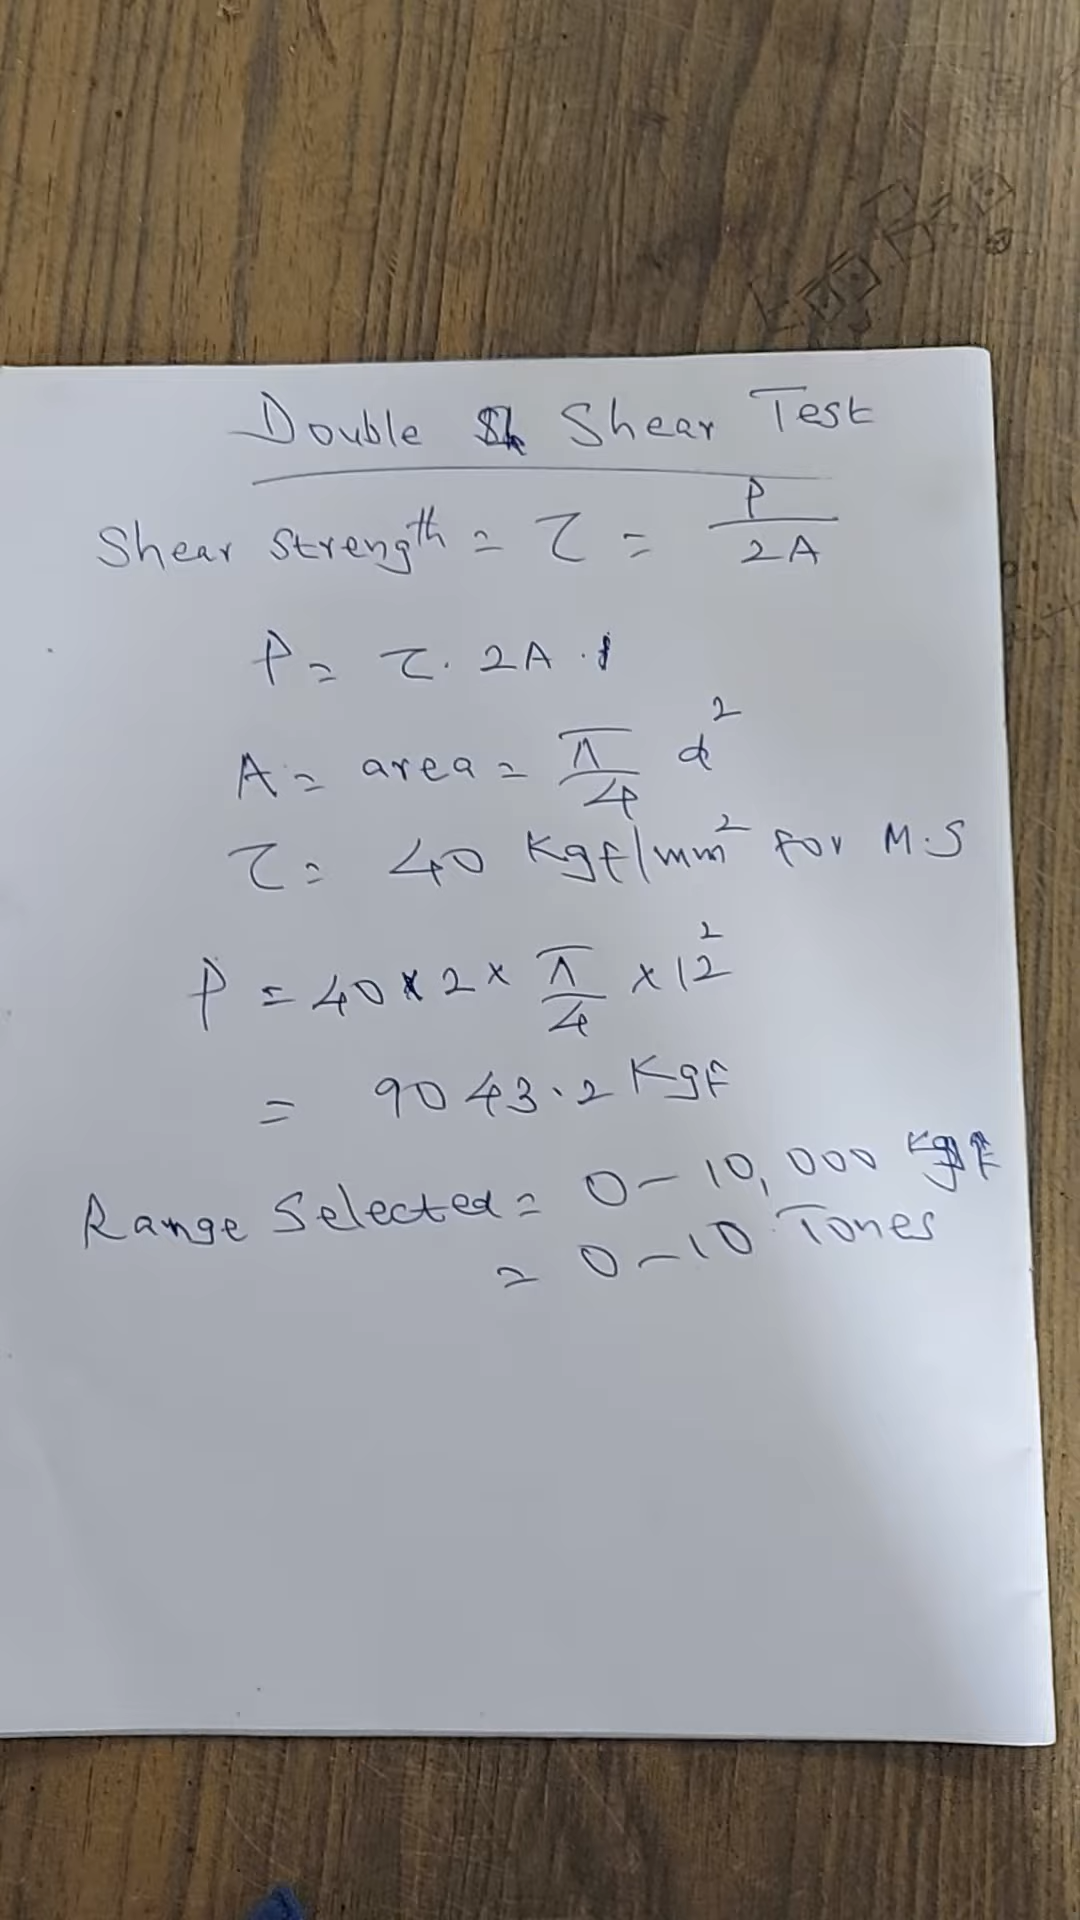 Double Shear Test
Shear strength = τ = P/2A
P = τ. 2A .
A = area = π/4 d²
τ = 40 Kgf/mm² for M.S
P = 40 x 2 x π/4 x 12²
= 9043.2 Kgf
Range Selected = 0 - 10,000 Kgf
= 0 - 10 Tones